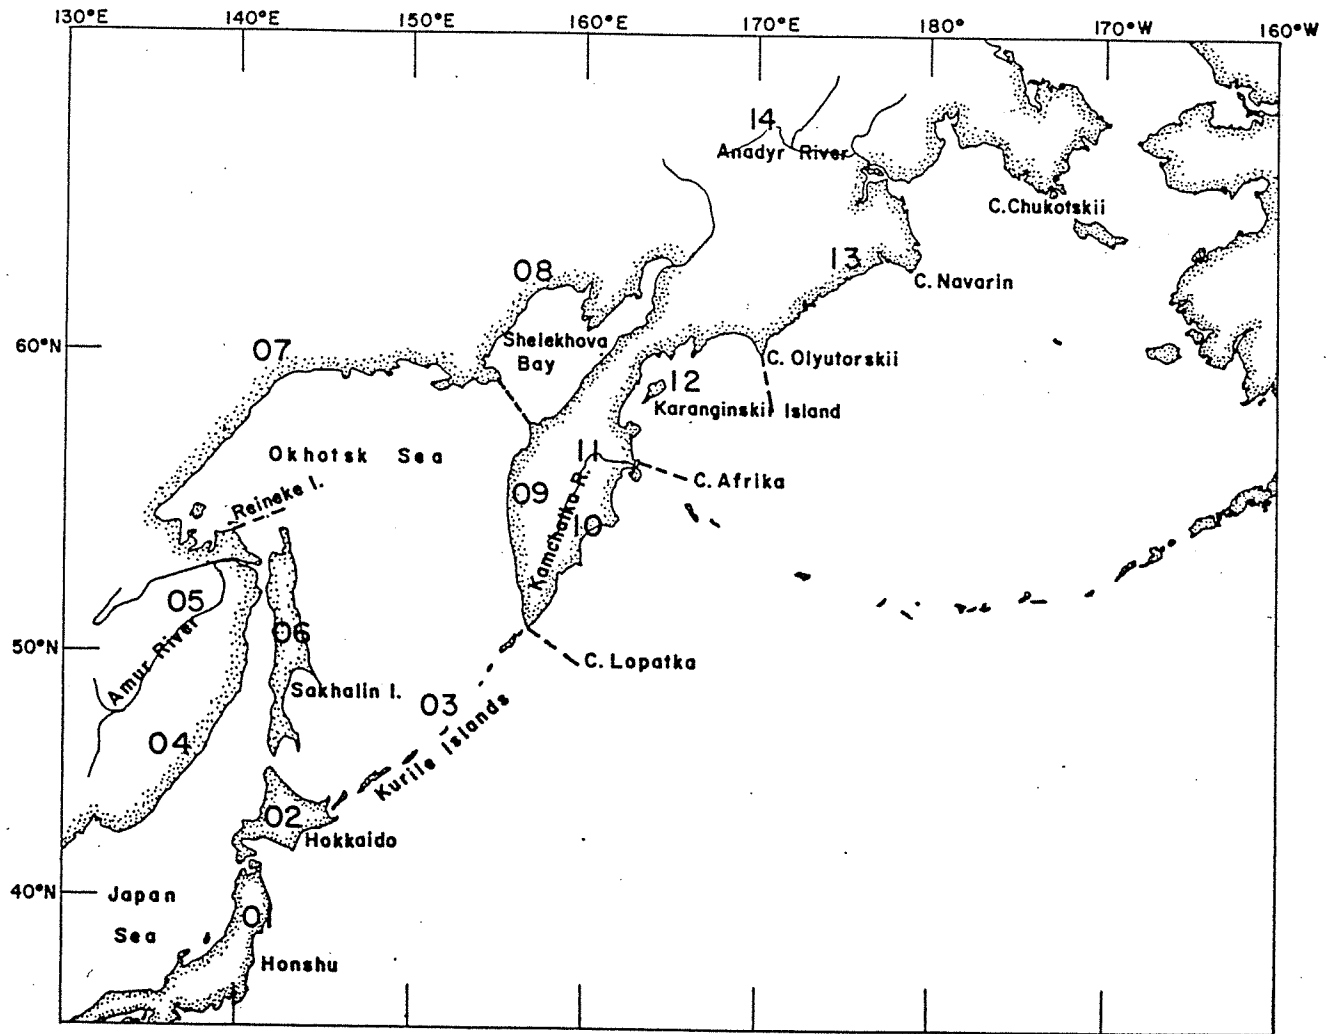 130°E 140°E 150°E 160°E 170°E 180° 170°W 160°W
14
Anadyr River
C. Chukotskii
08
13
C. Navarin
60°N
07
Shelekhova
Bay
C. Olyutorskii
12
Karanginskii Island
Okhotsk Sea
11
C. Afrika
Reineke I.
09
Kamchatka R.
10
05
Amur River
06
50°N
C. Lopatka
Sakhalin I.
03
Kurile Islands
04
02
Hokkaido
40°N
Japan
Sea
01
Honshu